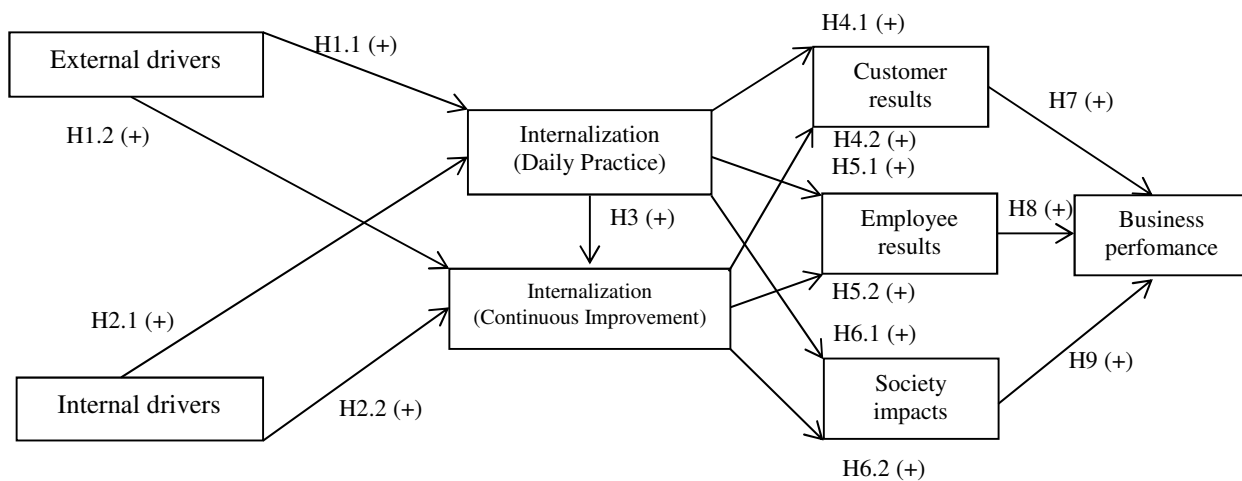 H4.1 (+)
External drivers
H1.1 (+)
Customer
results
H7 (+)
H1.2 (+)
Internalization
(Daily Practice)
H4.2 (+)
H5.1 (+)
H3 (+)
Employee
results
H8 (+)
Business
perfomance
Internalization
(Continuous Improvement)
H5.2 (+)
H2.1 (+)
H6.1 (+)
Internal drivers
H2.2 (+)
Society
impacts
H9 (+)
H6.2 (+)